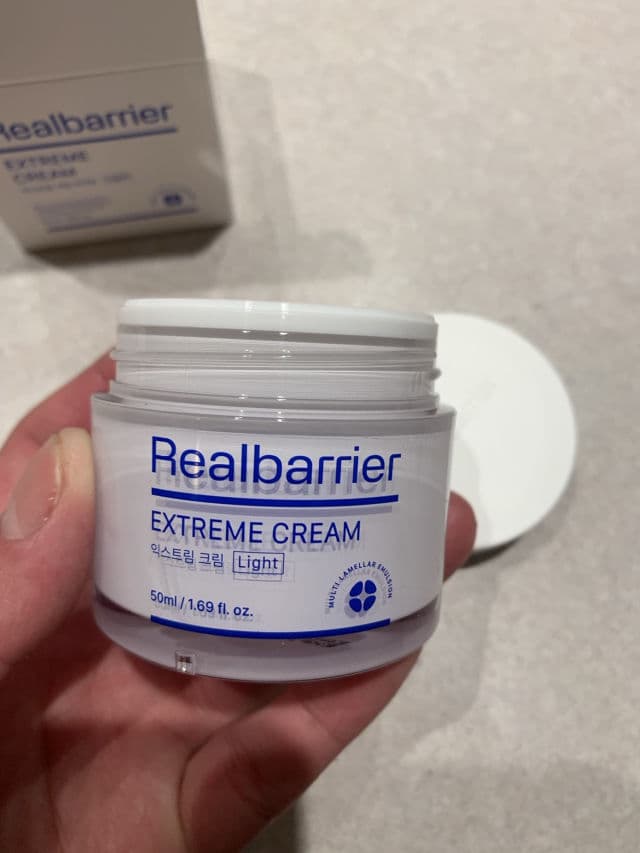 Realbarrier
EXTREME
CREAM
Realbarrier
EXTREME CREAM
익스트림 크림 Light
50ml / 1.69 fl. oz.
MULTI-LAMELLAR EMULSION